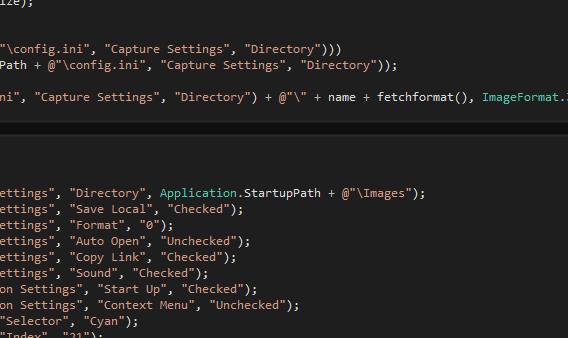 ize);
"\config.ini", "Capture Settings", "Directory")))
Path + @"\config.ini", "Capture Settings", "Directory"));
ni", "Capture Settings", "Directory") + @"\" + name + fetchformat(), ImageFormat.
ettings", "Directory", Application.StartupPath + @"\Images");
ettings", "Save Local", "Checked");
ettings", "Format", "0");
ettings", "Auto Open", "Unchecked");
ettings", "Copy Link", "Checked");
ettings", "Sound", "Checked");
on Settings", "Start Up", "Checked");
on Settings", "Context Menu", "Unchecked");
"Selector", "Cyan");
"Index", "21");